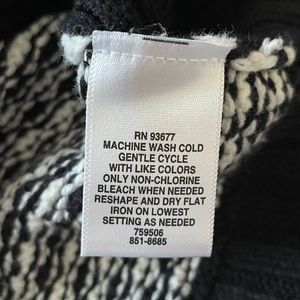 RN 93677
MACHINE WASH COLD
GENTLE CYCLE
WITH LIKE COLORS
ONLY NON-CHLORINE
BLEACH WHEN NEEDED
RESHAPE AND DRY FLAT
IRON ON LOWEST
SETTING AS NEEDED
759506
851-8685